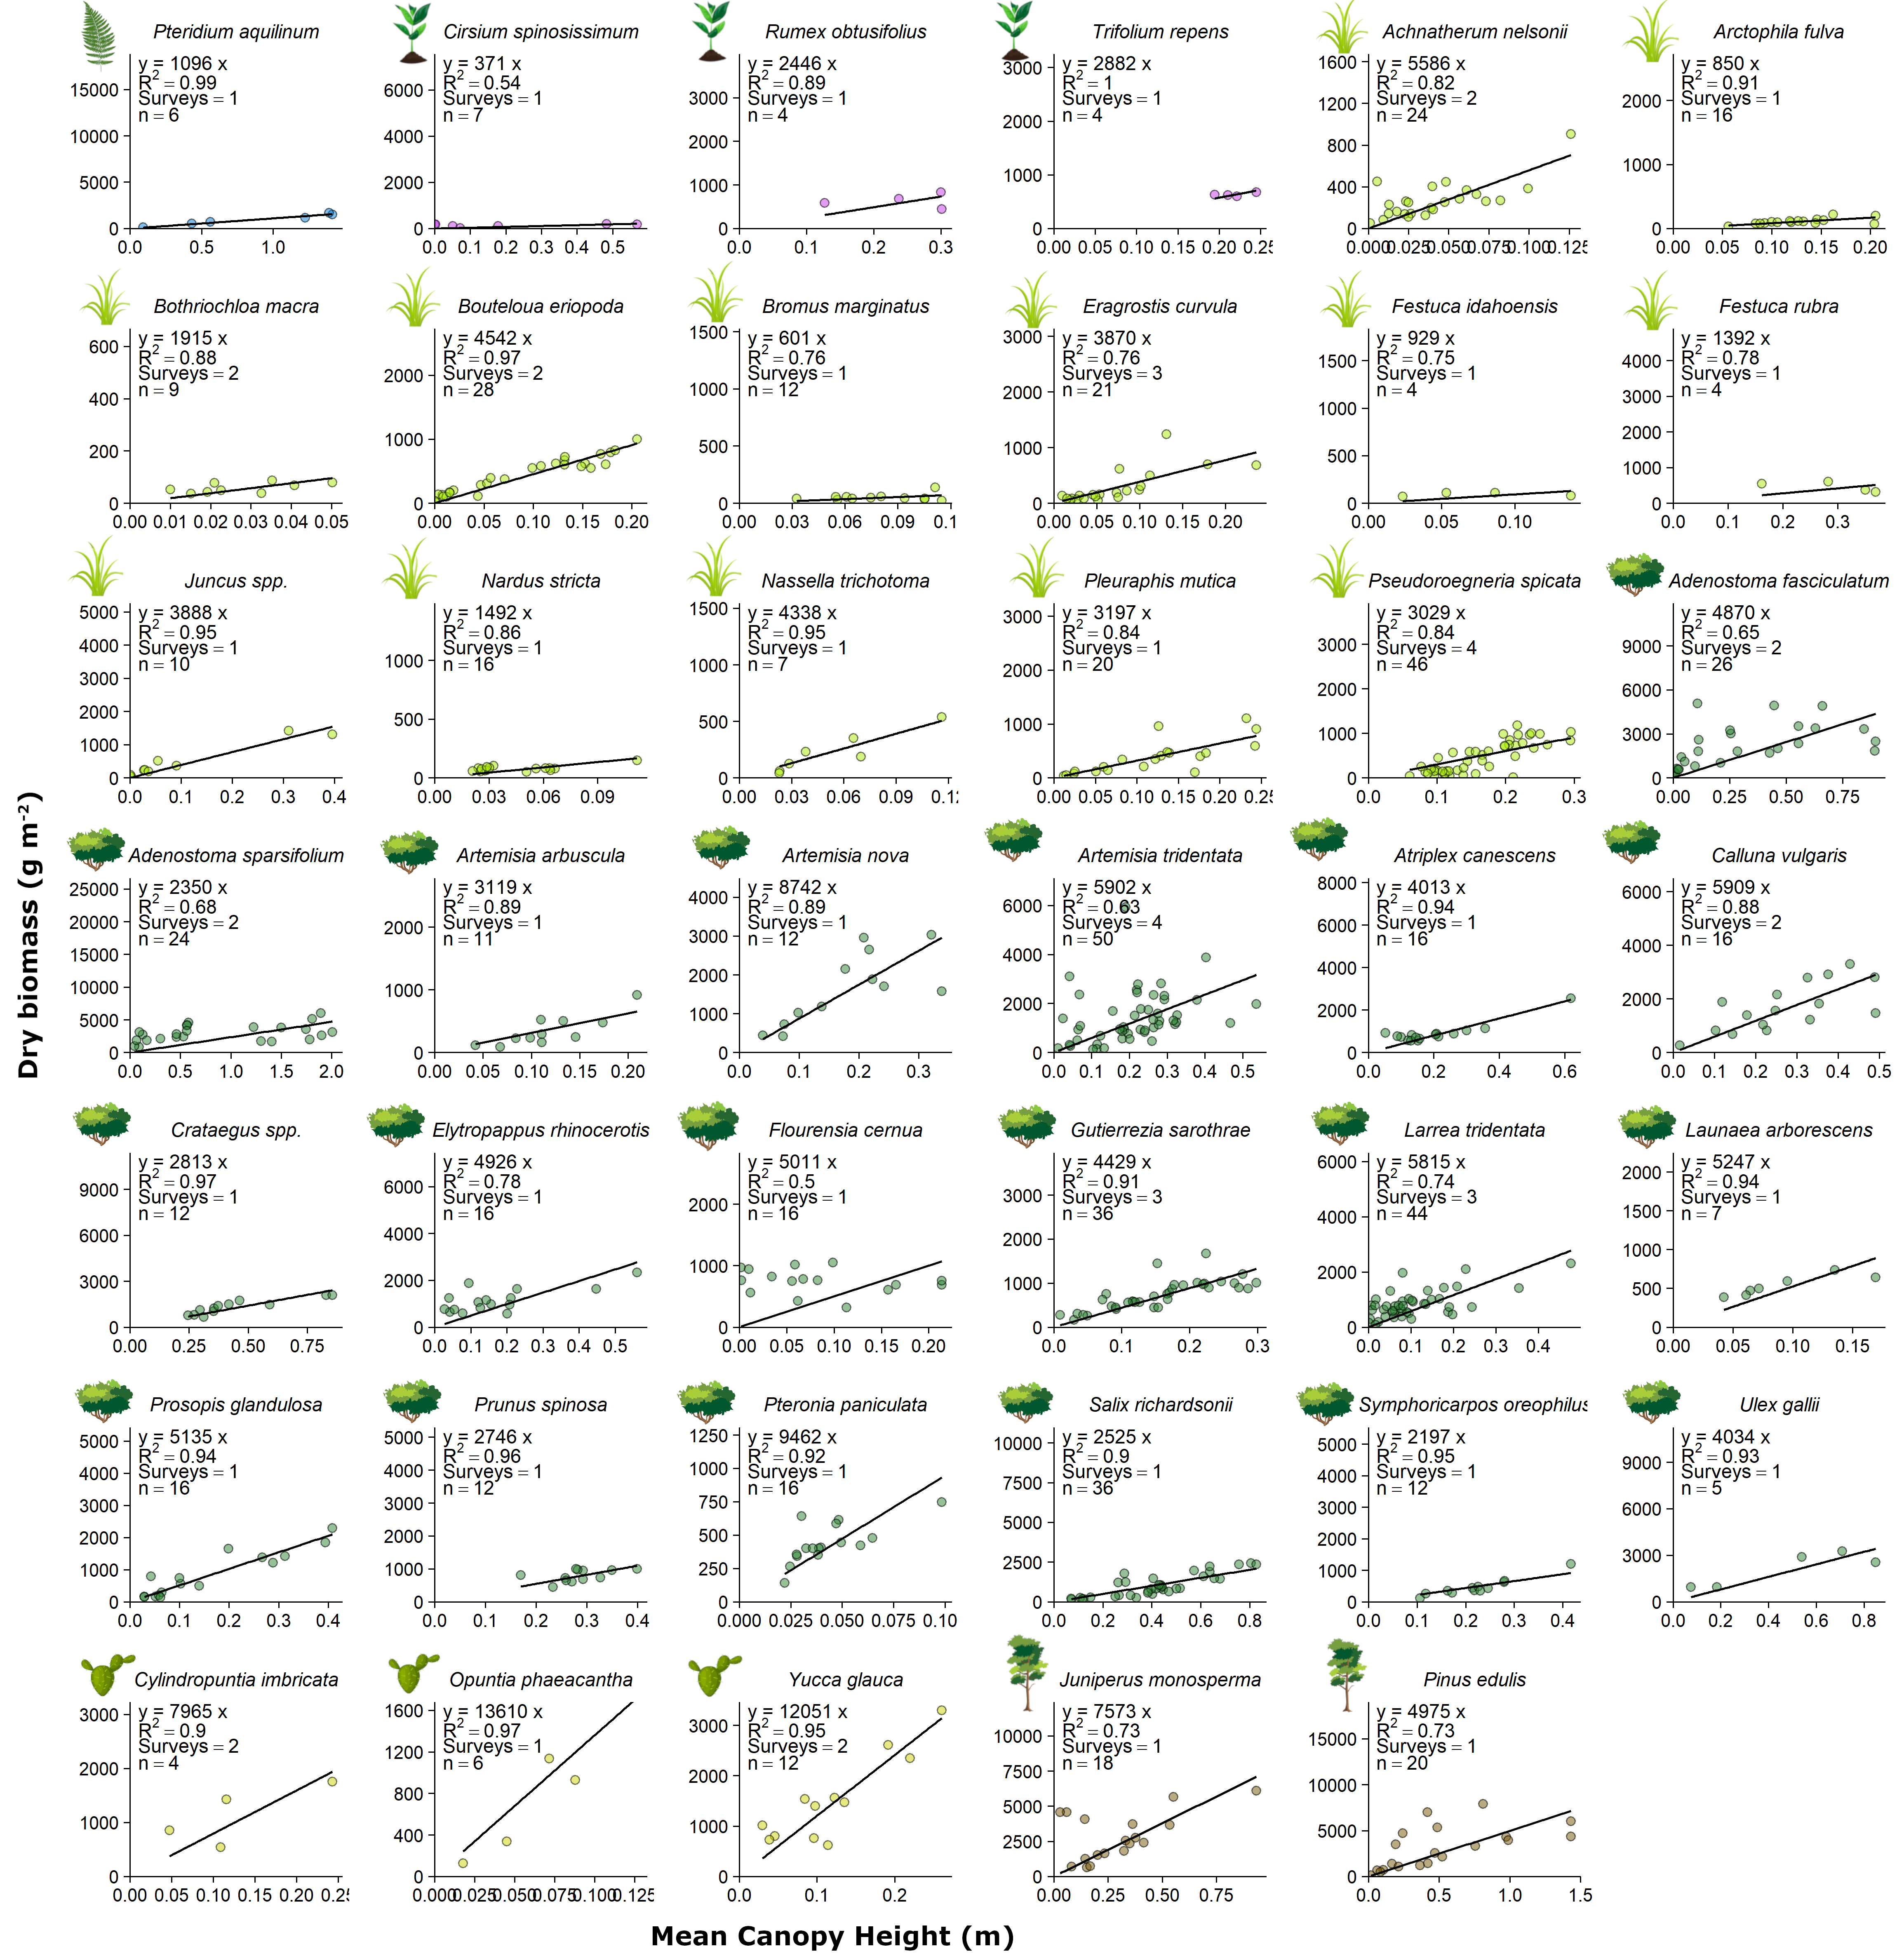 Dry biomass (g m⁻²)
Pteridium aquilinum
y = 1096 x
R² = 0.99
Surveys = 1
n = 6
15000
10000
5000
0
0.0 0.5 1.0
Cirsium spinosissimum
y = 371 x
R² = 0.54
Surveys = 1
n = 7
6000
4000
2000
0
0.0 0.1 0.2 0.3 0.4 0.5
Rumex obtusifolius
y = 2446 x
R² = 0.89
Surveys = 1
n = 4
3000
2000
1000
0
0.0 0.1 0.2 0.3
Trifolium repens
y = 2882 x
R² = 1
Surveys = 1
n = 4
3000
2000
1000
0
0.00 0.05 0.10 0.15 0.20 0.25
Achnatherum nelsonii
y = 5586 x
R² = 0.82
Surveys = 2
n = 24
1600
1200
800
400
0
0.000 0.025 0.050 0.075 0.100 0.125
Arctophila fulva
y = 850 x
R² = 0.91
Surveys = 1
n = 16
2000
1000
0
0.00 0.05 0.10 0.15 0.20
Bothriochloa macra
y = 1915 x
R² = 0.88
Surveys = 2
n = 9
600
400
200
0
0.00 0.01 0.02 0.03 0.04 0.05
Bouteloua eriopoda
y = 4542 x
R² = 0.97
Surveys = 2
n = 28
2000
1000
0
0.00 0.05 0.10 0.15 0.20
Bromus marginatus
y = 601 x
R² = 0.76
Surveys = 1
n = 12
1500
1000
500
0
0.00 0.03 0.06 0.09 0.1
Eragrostis curvula
y = 3870 x
R² = 0.76
Surveys = 3
n = 21
3000
2000
1000
0
0.00 0.05 0.10 0.15 0.20
Festuca idahoensis
y = 929 x
R² = 0.75
Surveys = 1
n = 4
1500
1000
500
0
0.00 0.05 0.10
Festuca rubra
y = 1392 x
R² = 0.78
Surveys = 1
n = 4
4000
3000
2000
1000
0
0.0 0.1 0.2 0.3
Juncus spp.
y = 3888 x
R² = 0.95
Surveys = 1
n = 10
5000
4000
3000
2000
1000
0
0.0 0.1 0.2 0.3 0.4
Nardus stricta
y = 1492 x
R² = 0.86
Surveys = 1
n = 16
1000
500
0
0.00 0.03 0.06 0.09
Nassella trichotoma
y = 4338 x
R² = 0.95
Surveys = 1
n = 7
1500
1000
500
0
0.00 0.03 0.06 0.09 0.12
Pleuraphis mutica
y = 3197 x
R² = 0.84
Surveys = 1
n = 20
3000
2000
1000
0
0.00 0.05 0.10 0.15 0.20 0.25
Pseudoroegneria spicata
y = 3029 x
R² = 0.84
Surveys = 4
n = 46
3000
2000
1000
0
0.0 0.1 0.2 0.3
Adenostoma fasciculatum
y = 4870 x
R² = 0.65
Surveys = 2
n = 26
9000
6000
3000
0
0.00 0.25 0.50 0.75
Adenostoma sparsifolium
y = 2350 x
R² = 0.68
Surveys = 2
n = 24
25000
20000
15000
10000
5000
0
0.0 0.5 1.0 1.5 2.0
Artemisia arbuscula
y = 3119 x
R² = 0.89
Surveys = 1
n = 11
2000
1000
0
0.00 0.05 0.10 0.15 0.20
Artemisia nova
y = 8742 x
R² = 0.89
Surveys = 1
n = 12
4000
3000
2000
1000
0
0.0 0.1 0.2 0.3
Artemisia tridentata
y = 5902 x
R² = 0.63
Surveys = 4
n = 50
6000
4000
2000
0
0.0 0.1 0.2 0.3 0.4 0.5
Atriplex canescens
y = 4013 x
R² = 0.94
Surveys = 1
n = 16
8000
6000
4000
2000
0
0.0 0.2 0.4 0.6
Calluna vulgaris
y = 5909 x
R² = 0.88
Surveys = 2
n = 16
6000
4000
2000
0
0.0 0.1 0.2 0.3 0.4 0.5
Crataegus spp.
y = 2813 x
R² = 0.97
Surveys = 1
n = 12
9000
6000
3000
0
0.00 0.25 0.50 0.75
Elytropappus rhinocerotis
y = 4926 x
R² = 0.78
Surveys = 1
n = 16
6000
4000
2000
0
0.0 0.1 0.2 0.3 0.4 0.5
Flourensia cernua
y = 5011 x
R² = 0.5
Surveys = 1
n = 16
2000
1000
0
0.00 0.05 0.10 0.15 0.20
Gutierrezia sarothrae
y = 4429 x
R² = 0.91
Surveys = 3
n = 36
3000
2000
1000
0
0.0 0.1 0.2 0.3
Larrea tridentata
y = 5815 x
R² = 0.74
Surveys = 3
n = 44
6000
4000
2000
0
0.0 0.1 0.2 0.3 0.4 0.5
Launaea arborescens
y = 5247 x
R² = 0.94
Surveys = 1
n = 7
2000
1500
1000
500
0
0.00 0.05 0.10 0.15
Prosopis glandulosa
y = 5135 x
R² = 0.94
Surveys = 1
n = 16
5000
4000
3000
2000
1000
0
0.0 0.1 0.2 0.3 0.4
Prunus spinosa
y = 2746 x
R² = 0.96
Surveys = 1
n = 12
5000
4000
3000
2000
1000
0
0.0 0.1 0.2 0.3 0.4
Pteronia paniculata
y = 9462 x
R² = 0.92
Surveys = 1
n = 16
1250
1000
750
500
250
0
0.000 0.025 0.050 0.075 0.100
Salix richardsonii
y = 2525 x
R² = 0.9
Surveys = 1
n = 36
10000
7500
5000
2500
0
0.0 0.2 0.4 0.6 0.8
Symphoricarpos oreophilus
y = 2197 x
R² = 0.95
Surveys = 1
n = 12
5000
4000
3000
2000
1000
0
0.0 0.2 0.4
Ulex gallii
y = 4034 x
R² = 0.93
Surveys = 1
n = 5
9000
6000
3000
0
0.2 0.4 0.6 0.8
Cylindropuntia imbricata
y = 7965 x
R² = 0.9
Surveys = 2
n = 4
3000
2000
1000
0
0.00 0.05 0.10 0.15 0.20 0.25
Opuntia phaeacantha
y = 13610 x
R² = 0.97
Surveys = 1
n = 6
1600
1200
800
400
0
0.000 0.025 0.050 0.075 0.100 0.125
Yucca glauca
y = 12051 x
R² = 0.95
Surveys = 2
n = 12
3000
2000
1000
0
0.0 0.1 0.2
Juniperus monosperma
y = 7573 x
R² = 0.73
Surveys = 1
n = 18
10000
7500
5000
2500
0
0.00 0.25 0.50 0.75
Pinus edulis
y = 4975 x
R² = 0.73
Surveys = 1
n = 20
15000
10000
5000
0
0.0 0.5 1.0 1.5
Mean Canopy Height (m)